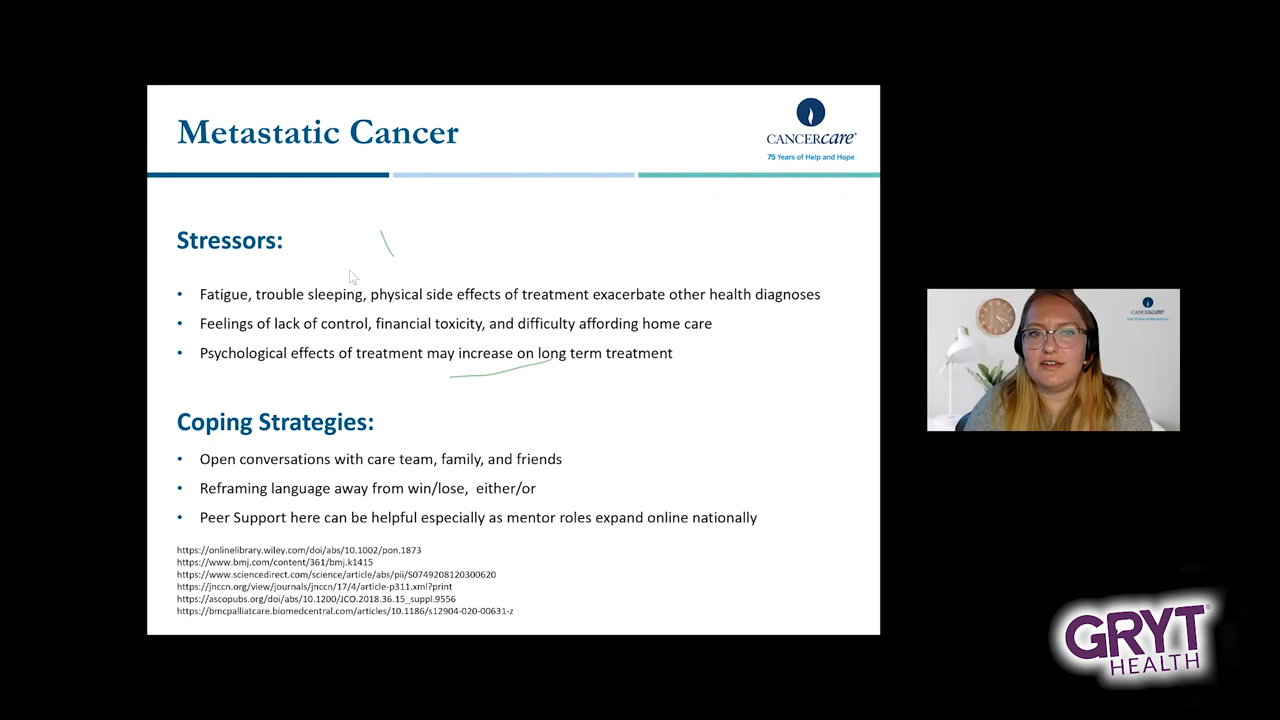 Metastatic Cancer
CANCERcare®
75 Years of Help and Hope
Stressors:
• Fatigue, trouble sleeping, physical side effects of treatment exacerbate other health diagnoses
• Feelings of lack of control, financial toxicity, and difficulty affording home care
• Psychological effects of treatment may increase on long term treatment
Coping Strategies:
• Open conversations with care team, family, and friends
• Reframing language away from win/lose, either/or
• Peer Support here can be helpful especially as mentor roles expand online nationally
https://onlinelibrary.wiley.com/doi/abs/10.1002/pon.1873
https://www.bmj.com/content/361/bmj.k1415
https://www.sciencedirect.com/science/article/abs/pii/S0749208120300620
https://jnccn.org/view/journals/jnccn/17/4/article-p311.xml?print
https://ascopubs.org/doi/abs/10.1200/JCO.2018.36.15_suppl.9556
https://bmcpalliatcare.biomedcentral.com/articles/10.1186/s12904-020-00631-z
CANCERcare
GRYT
HEALTH